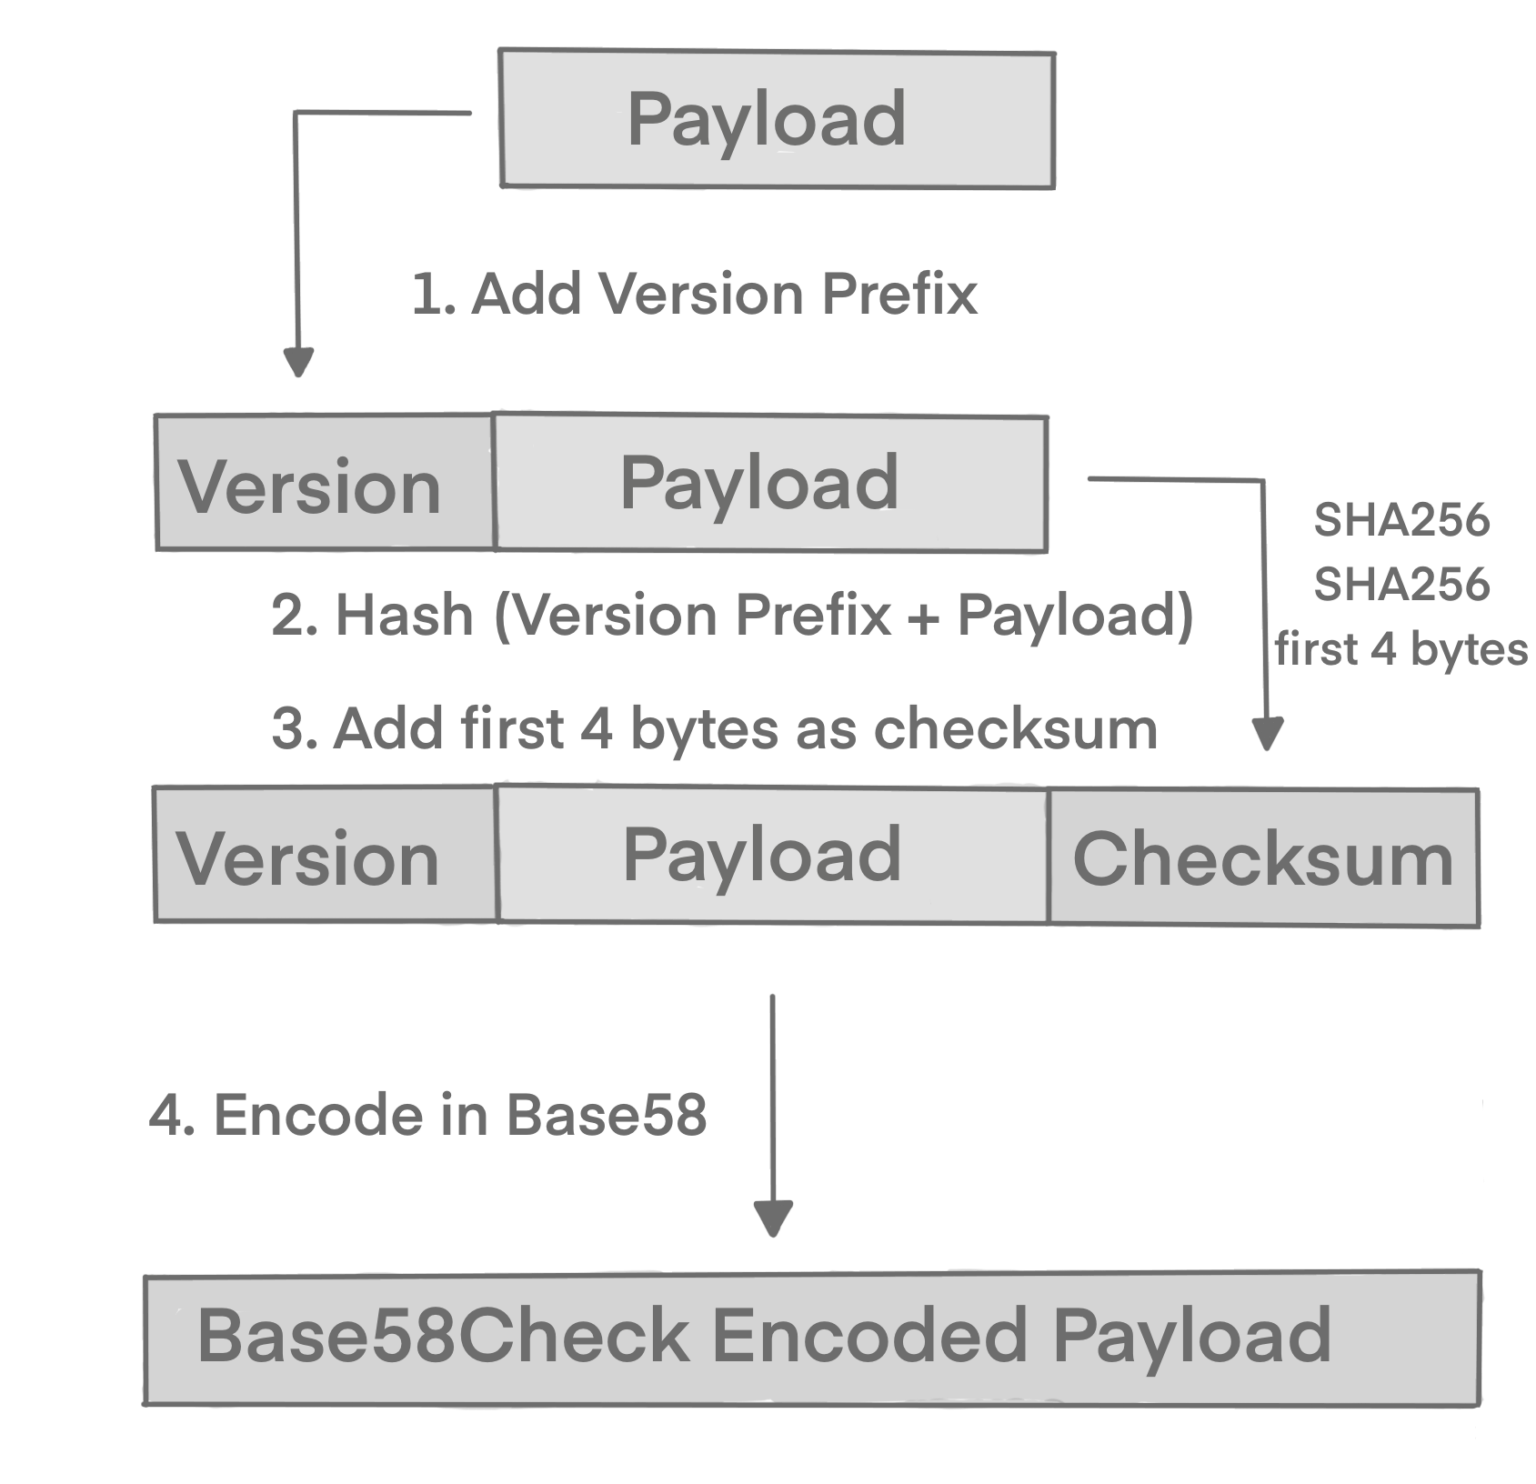 Payload
1. Add Version Prefix
Version
Payload
SHA256
SHA256
first 4 bytes
2. Hash (Version Prefix + Payload)
3. Add first 4 bytes as checksum
Version
Payload
Checksum
4. Encode in Base58
Base58Check Encoded Payload